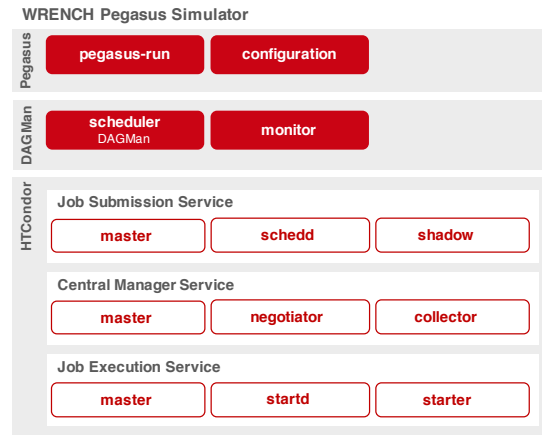 WRENCH Pegasus Simulator
Pegasus
pegasus-run
configuration
DAGMan
scheduler
DAGMan
monitor
HTCondor
Job Submission Service
master
schedd
shadow
Central Manager Service
master
negotiator
collector
Job Execution Service
master
startd
starter